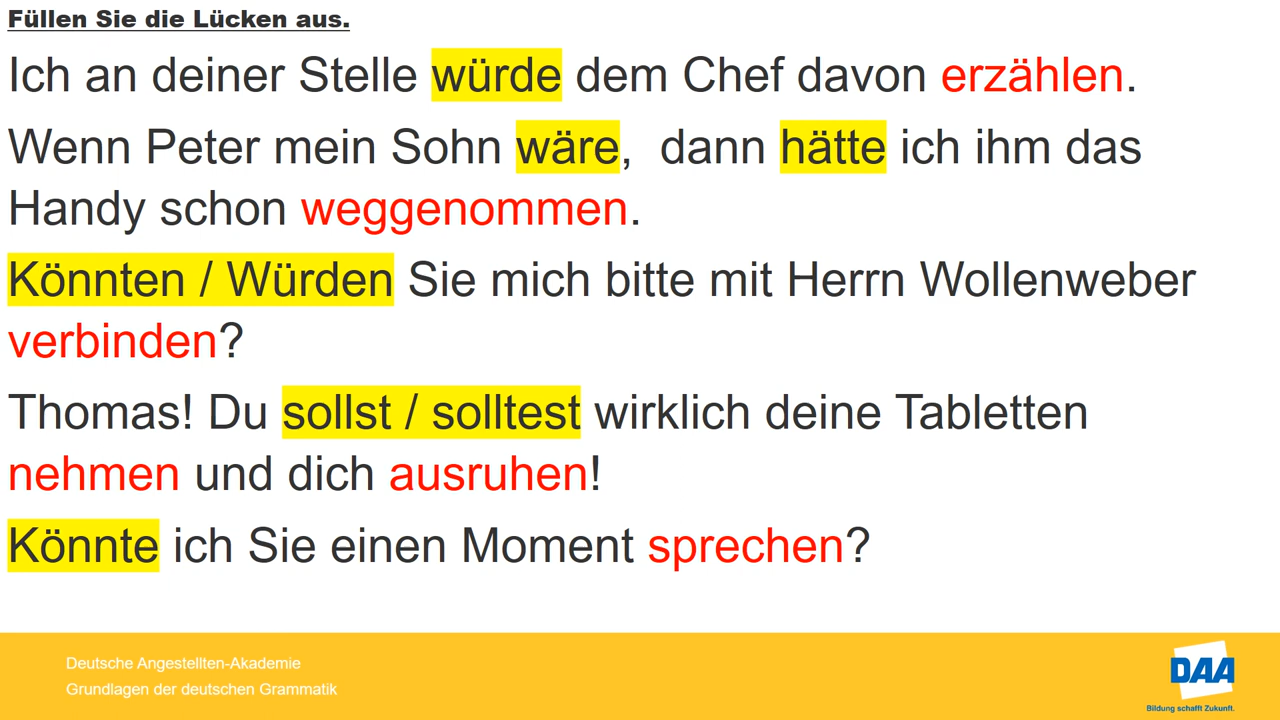 Füllen Sie die Lücken aus.
Ich an deiner Stelle würde dem Chef davon erzählen.
Wenn Peter mein Sohn wäre, dann hätte ich ihm das
Handy schon weggenommen.
Könnten / Würden Sie mich bitte mit Herrn Wollenweber
verbinden?
Thomas! Du sollst / solltest wirklich deine Tabletten
nehmen und dich ausruhen!
Könnte ich Sie einen Moment sprechen?
Deutsche Angestellten-Akademie
Grundlagen der deutschen Grammatik
DAA
Bildung schafft Zukunft.